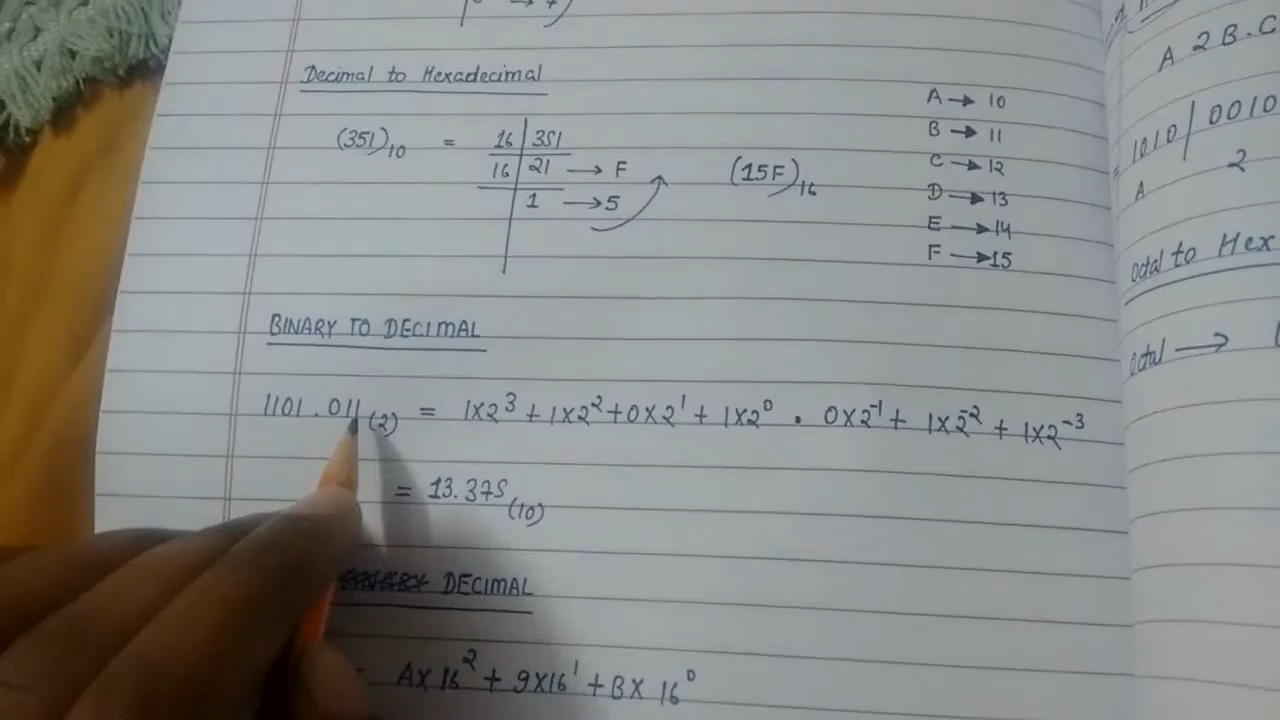 Decimal to Hexadecimal
(351)10 = 16 | 351
16 | 21 → F
1 → 5
(15F)16
A → 10
B → 11
C → 12
D → 13
E → 14
F → 15
BINARY TO DECIMAL
1101.011(2) = 1×2³ + 1×2² + 0×2¹ + 1×2⁰ . 0×2⁻¹ + 1×2⁻² + 1×2⁻³
= 13.375(10)
DECIMAL
A×16² + 9×16¹ + B×16⁰
A 2 B . C
= 1010 | 0010
A 2
Octal to Hex
Octal →